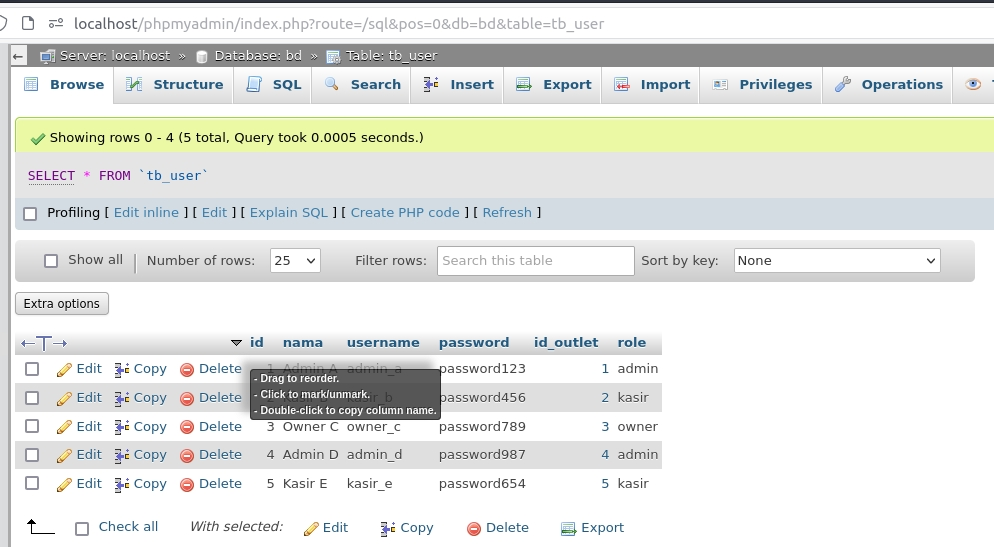 localhost/phpmyadmin/index.php?route=/sql&pos=0&db=bd&table=tb_user
Server: localhost » Database: bd » Table: tb_user
Browse Structure SQL Search Insert Export Import Privileges Operations
Showing rows 0 - 4 (5 total, Query took 0.0005 seconds.)
SELECT * FROM `tb_user`
Profiling [ Edit inline ] [ Edit ] [ Explain SQL ] [ Create PHP code ] [ Refresh ]
Show all Number of rows: 25 Filter rows: Search this table Sort by key: None
Extra options
id nama username password id_outlet role
Edit Copy Delete 1 Admin A admin_a password123 1 admin
- Drag to reorder.
Edit Copy Delete password456 2 kasir
- Click to mark/unmark.
- Double-click to copy column name.
Edit Copy Delete 3 Owner C owner_c password789 3 owner
Edit Copy Delete 4 Admin D admin_d password987 4 admin
Edit Copy Delete 5 Kasir E kasir_e password654 5 kasir
Check all With selected: Edit Copy Delete Export